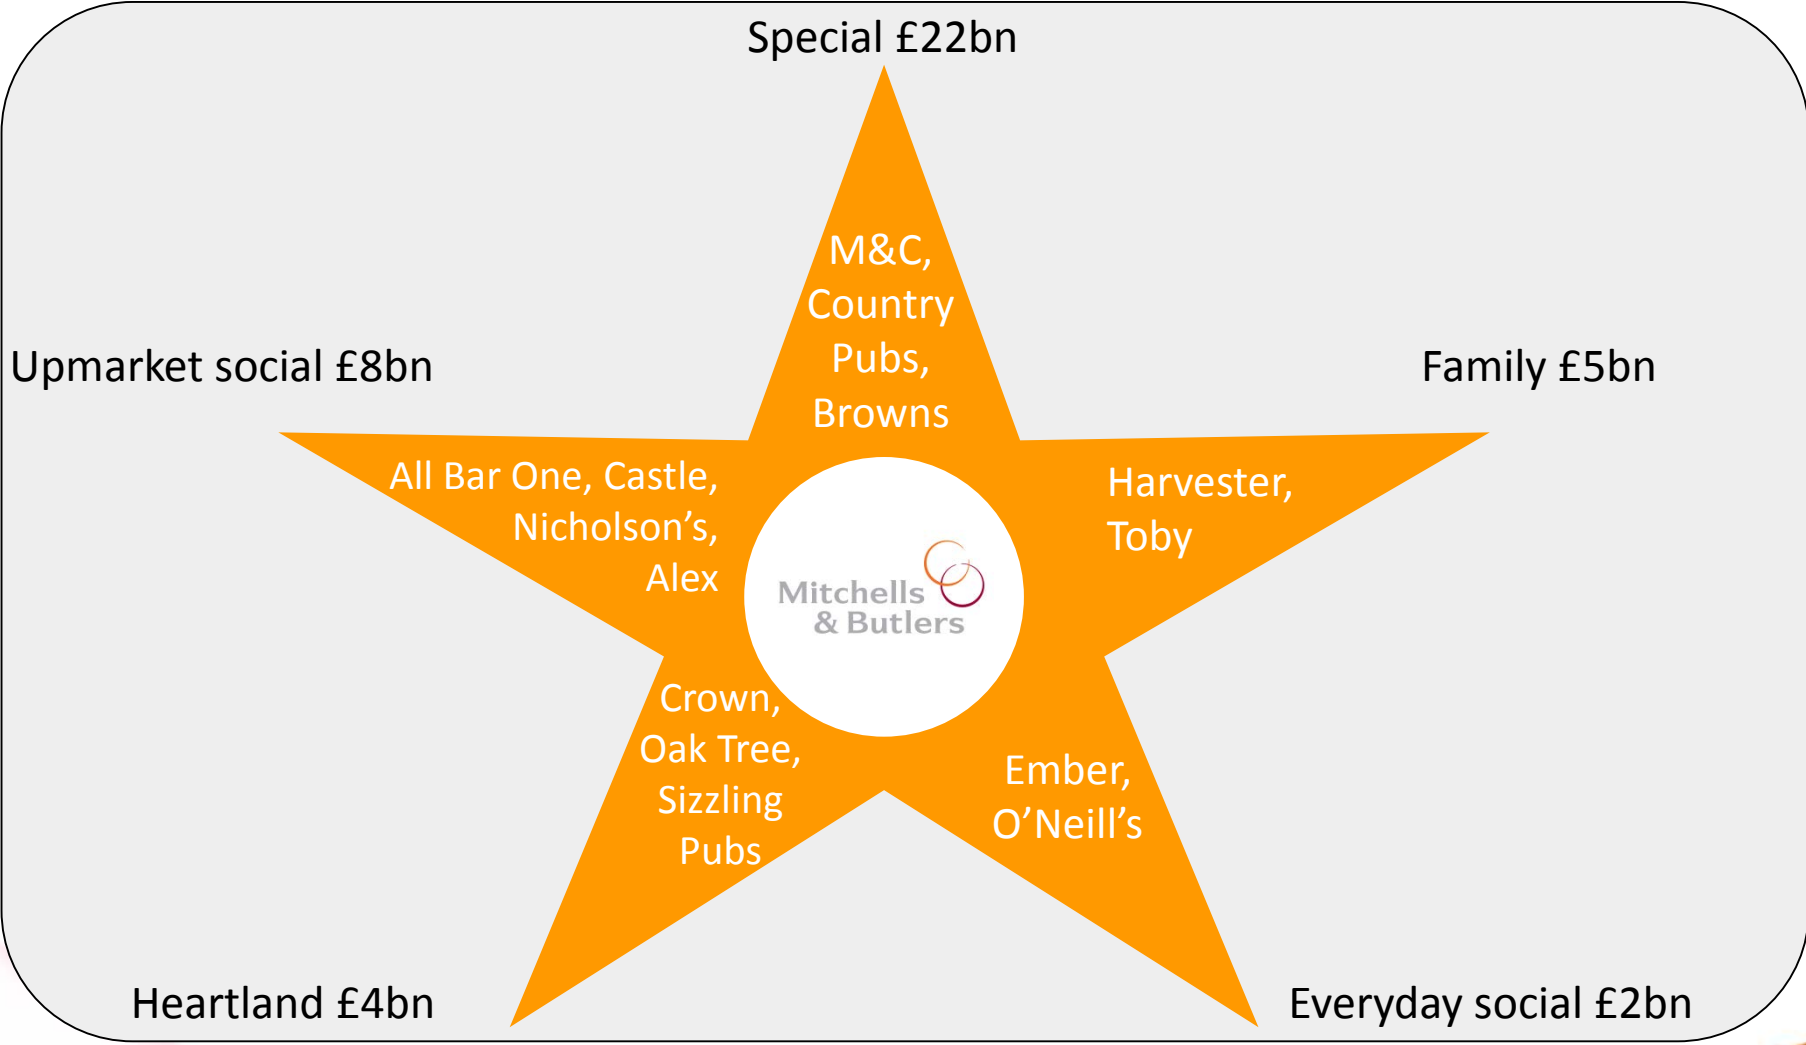 Special £22bn
M&C,
Country
Pubs,
Browns
Upmarket social £8bn
Family £5bn
All Bar One, Castle,
Nicholson’s,
Alex
Harvester,
Toby
Mitchells
& Butlers
Crown,
Oak Tree,
Sizzling
Pubs
Ember,
O’Neill’s
Heartland £4bn
Everyday social £2bn